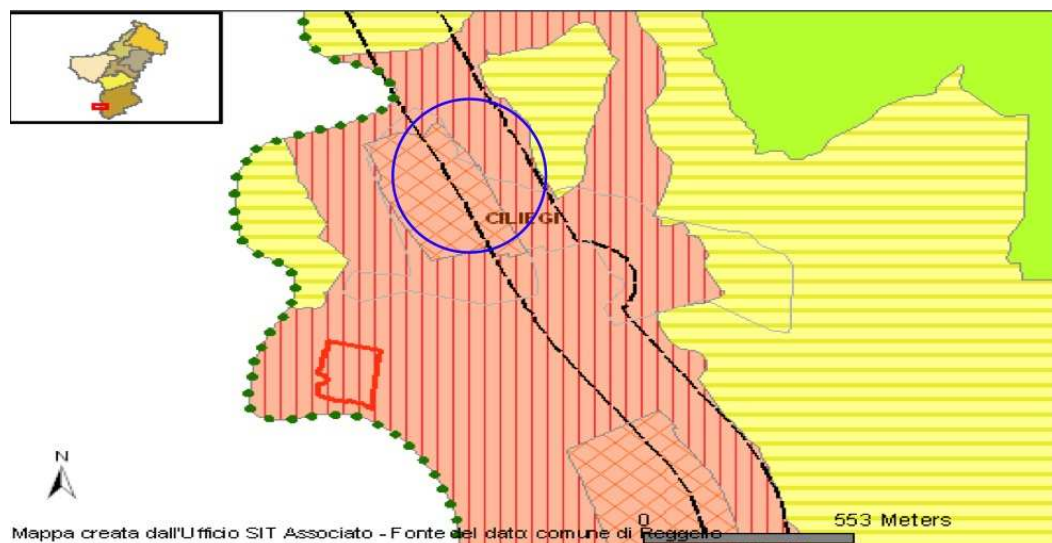 CILIEGI
N
0 553 Meters
Mappa creata dall'Ufficio SIT Associato - Fonte del dato: comune di Reggello